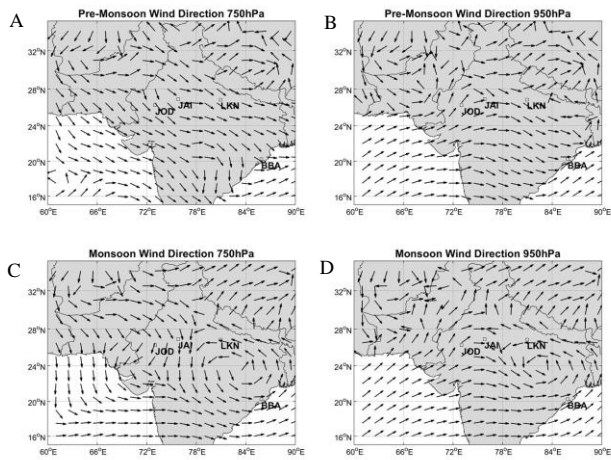 A
Pre-Monsoon Wind Direction 750hPa
32°N
28°N
24°N
20°N
16°N
60°E 66°E 72°E 78°E 84°E 90°E
JOD JAI LKN
BBA
B
Pre-Monsoon Wind Direction 950hPa
32°N
28°N
24°N
20°N
16°N
60°E 66°E 72°E 78°E 84°E 90°E
JOD JAI LKN
BBA
C
Monsoon Wind Direction 750hPa
32°N
28°N
24°N
20°N
16°N
60°E 66°E 72°E 78°E 84°E 90°E
JOD JAI LKN
BBA
D
Monsoon Wind Direction 950hPa
32°N
28°N
24°N
20°N
16°N
60°E 66°E 72°E 78°E 84°E 90°E
JOD JAI LKN
BBA